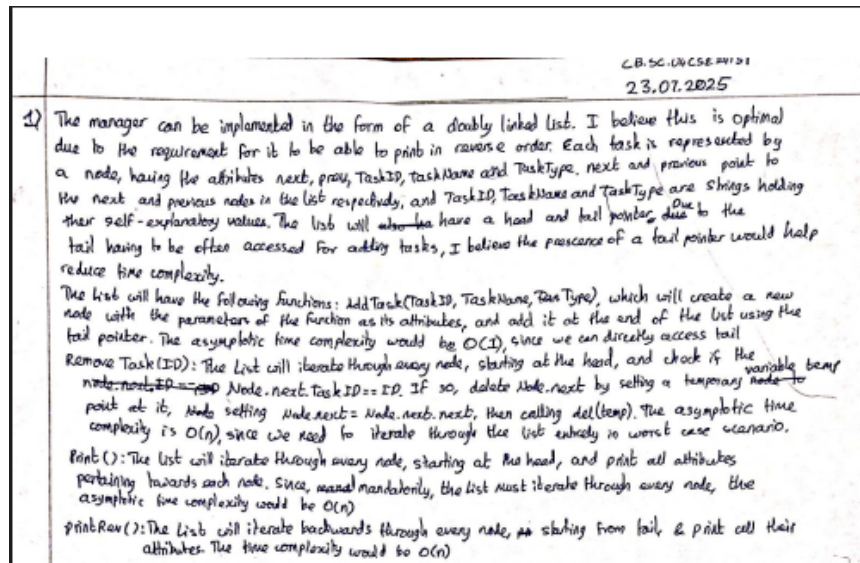 CB.SC.U4CSE24151
23.07.2025
1) The manager can be implemented in the form of a doubly linked list. I believe this is optimal
due to the requirement for it to be able to print in reverse order. Each task is represented by
a node, having the attributes next, prev, TaskID, TaskName and TaskType. next and previous point to
the next and previous nodes in the list respectively, and TaskID, TaskName and TaskType are strings holding
their self-explanatory values. The list will also ha have a head and tail pointer, Due to the
tail having to be often accessed for adding tasks, I believe the prescence of a tail pointer would help
reduce time complexity.
The list will have the following functions: AddTask(TaskID, TaskName, Type), which will create a new
node with the parameters of the function as its attributes, and add it at the end of the list using the
tail pointer. The asymptotic time complexity would be O(1), since we can directly access tail
Remove Task(ID): The list will iterate through every node, starting at the head, and check if the
node.next.ID == Node.next.TaskID == ID. If so, delete Node.next by setting a temporary node to variable temp
point at it, Node setting Node.next = Node.next.next, then calling del(temp). The asymptotic time
complexity is O(n), since we need to iterate through the list entirely in worst case scenario.
Print(): The list will iterate through every node, starting at the head, and print all attributes
pertaining towards each node. Since, mandatorily, the list must iterate through every node, the
asymptotic time complexity would be O(n)
printRev(): The list will iterate backwards through every node, starting from tail, & print all their
attributes. The time complexity would be O(n)